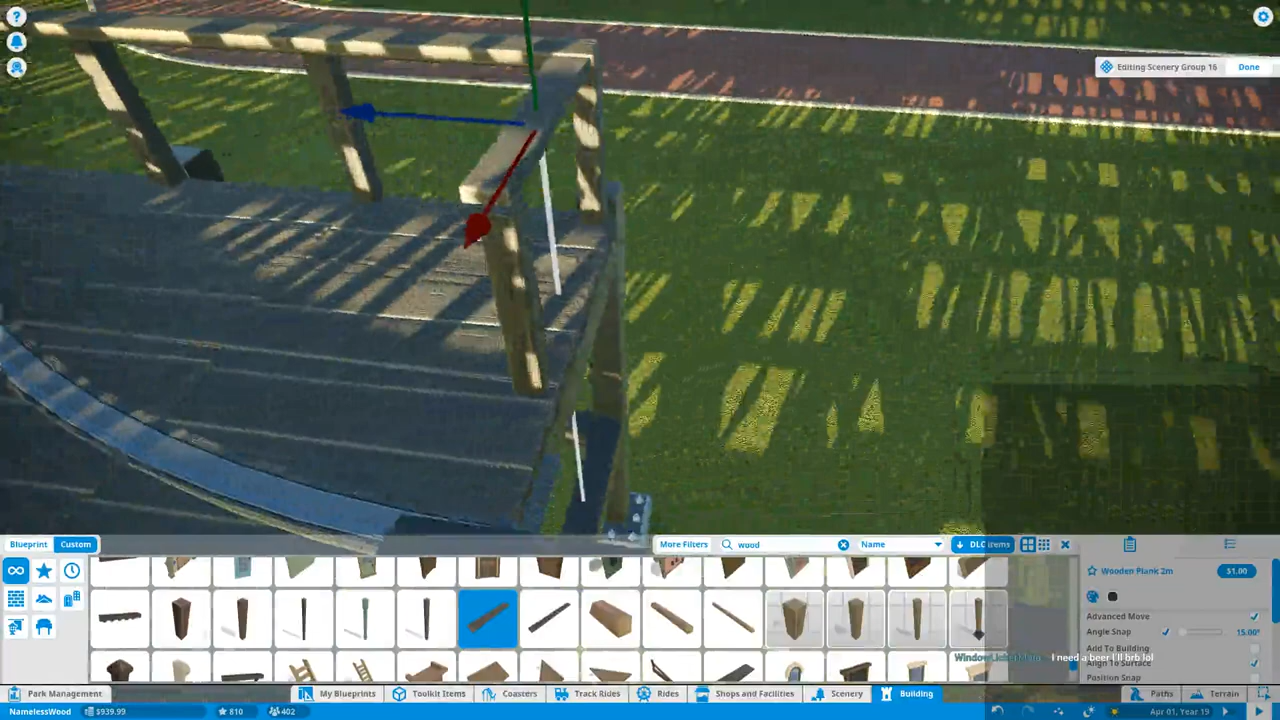 ?
Editing Scenery Group 16 Done
Blueprint Custom More Filters wood Name DLC Items
Wooden Plank 2m $1.00
Advanced Move
Angle Snap 15.00°
Add To Building
I need a beer I ll brb lol
Align To Surface
Position Snap
Park Management My Blueprints Toolkit Items Coasters Track Rides Rides Shops and Facilities Scenery Building Paths Terrain
NamelessWood $939.99 810 402 Apr 01, Year 19